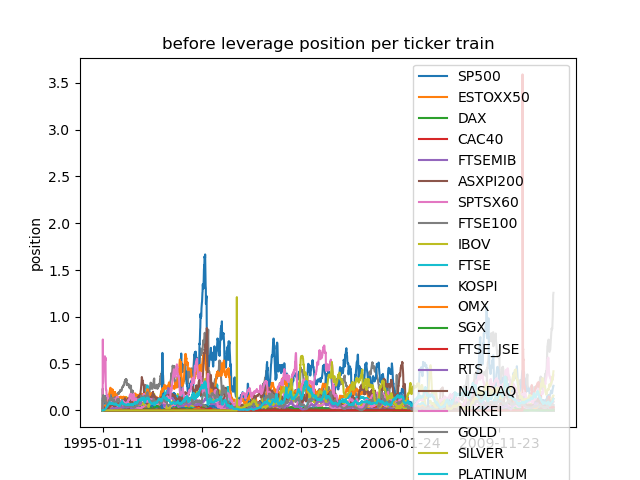 before leverage position per ticker train
position
3.5
3.0
2.5
2.0
1.5
1.0
0.5
0.0
1995-01-11 1998-06-22 2002-03-25 2006-01-24 2009-11-23
SP500
ESTOXX50
DAX
CAC40
FTSEMIB
ASXPI200
SPTSX60
FTSE100
IBOV
FTSE
KOSPI
OMX
SGX
FTSE_JSE
RTS
NASDAQ
NIKKEI
GOLD
SILVER
PLATINUM